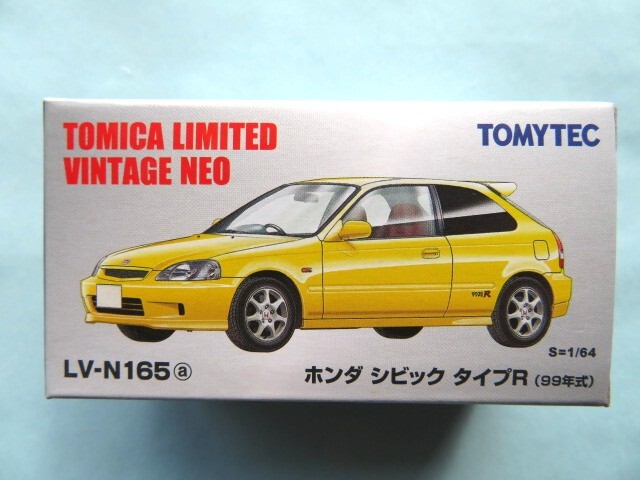 TOMICA LIMITED
VINTAGE NEO
TOMYTEC
TYPE R
S=1/64
LV-N165ⓐ
ホンダ シビック タイプR (99年式)